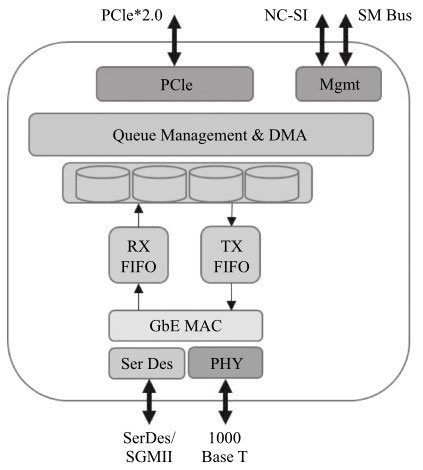 PCle*2.0
NC-SI
SM Bus
PCle
Mgmt
Queue Management & DMA
RX
FIFO
TX
FIFO
GbE MAC
Ser Des
PHY
SerDes/
SGMII
1000
Base T